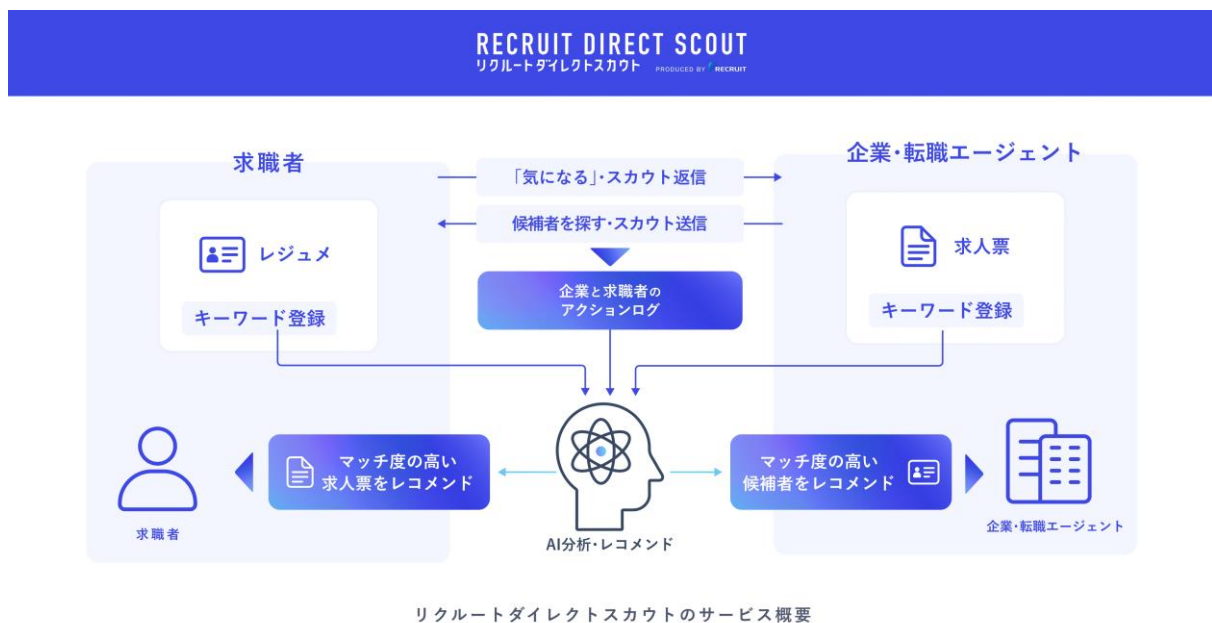 RECRUIT DIRECT SCOUT
リクルートダイレクトスカウト PRODUCED BY RECRUIT
求職者
企業・転職エージェント
「気になる」・スカウト返信
候補者を探す・スカウト送信
レジュメ
キーワード登録
企業と求職者の
アクションログ
求人票
キーワード登録
マッチ度の高い
求人票をレコメンド
マッチ度の高い
候補者をレコメンド
求職者
AI分析・レコメンド
企業・転職エージェント
リクルートダイレクトスカウトのサービス概要